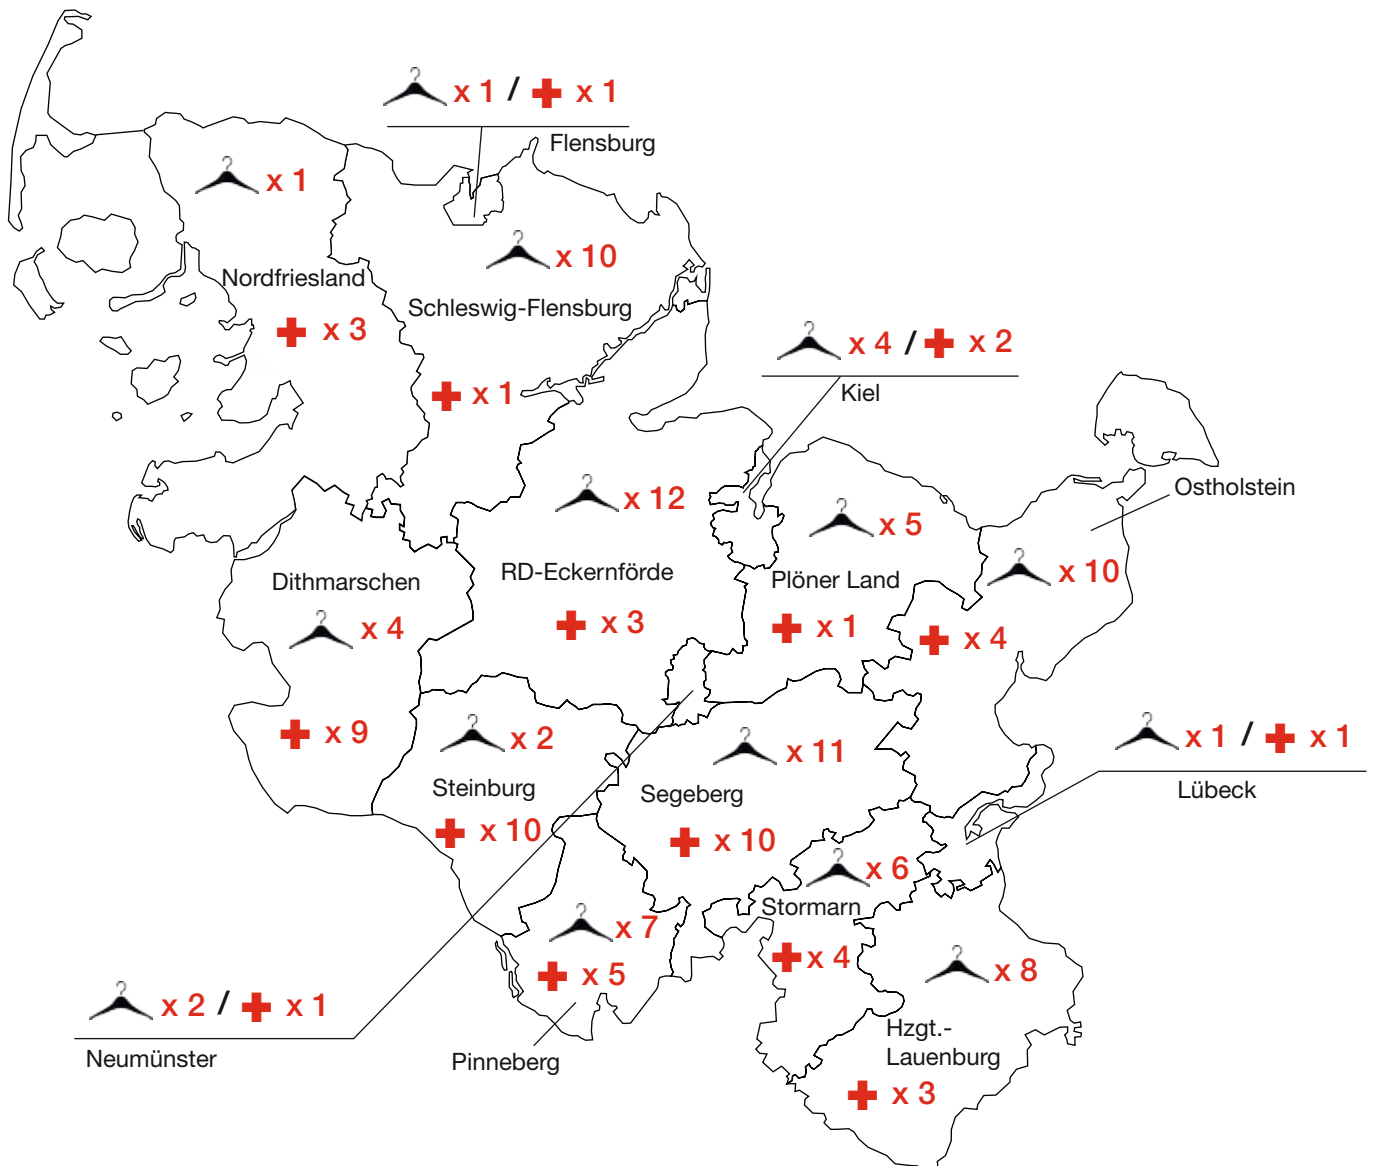 x 1 / x 1
Flensburg
x 1
x 10
Nordfriesland
Schleswig-Flensburg
x 3
x 4 / x 2
Kiel
x 1
Ostholstein
x 12
x 5
x 10
RD-Eckernförde
Plöner Land
Dithmarschen
x 4
x 3
x 1
x 4
x 9
x 2
x 11
x 1 / x 1
Lübeck
Steinburg
Segeberg
x 10
x 10
x 6
Stormarn
x 7
x 4
x 5
x 8
x 2 / x 1
Neumünster
Pinneberg
Hzgt.-
Lauenburg
x 3